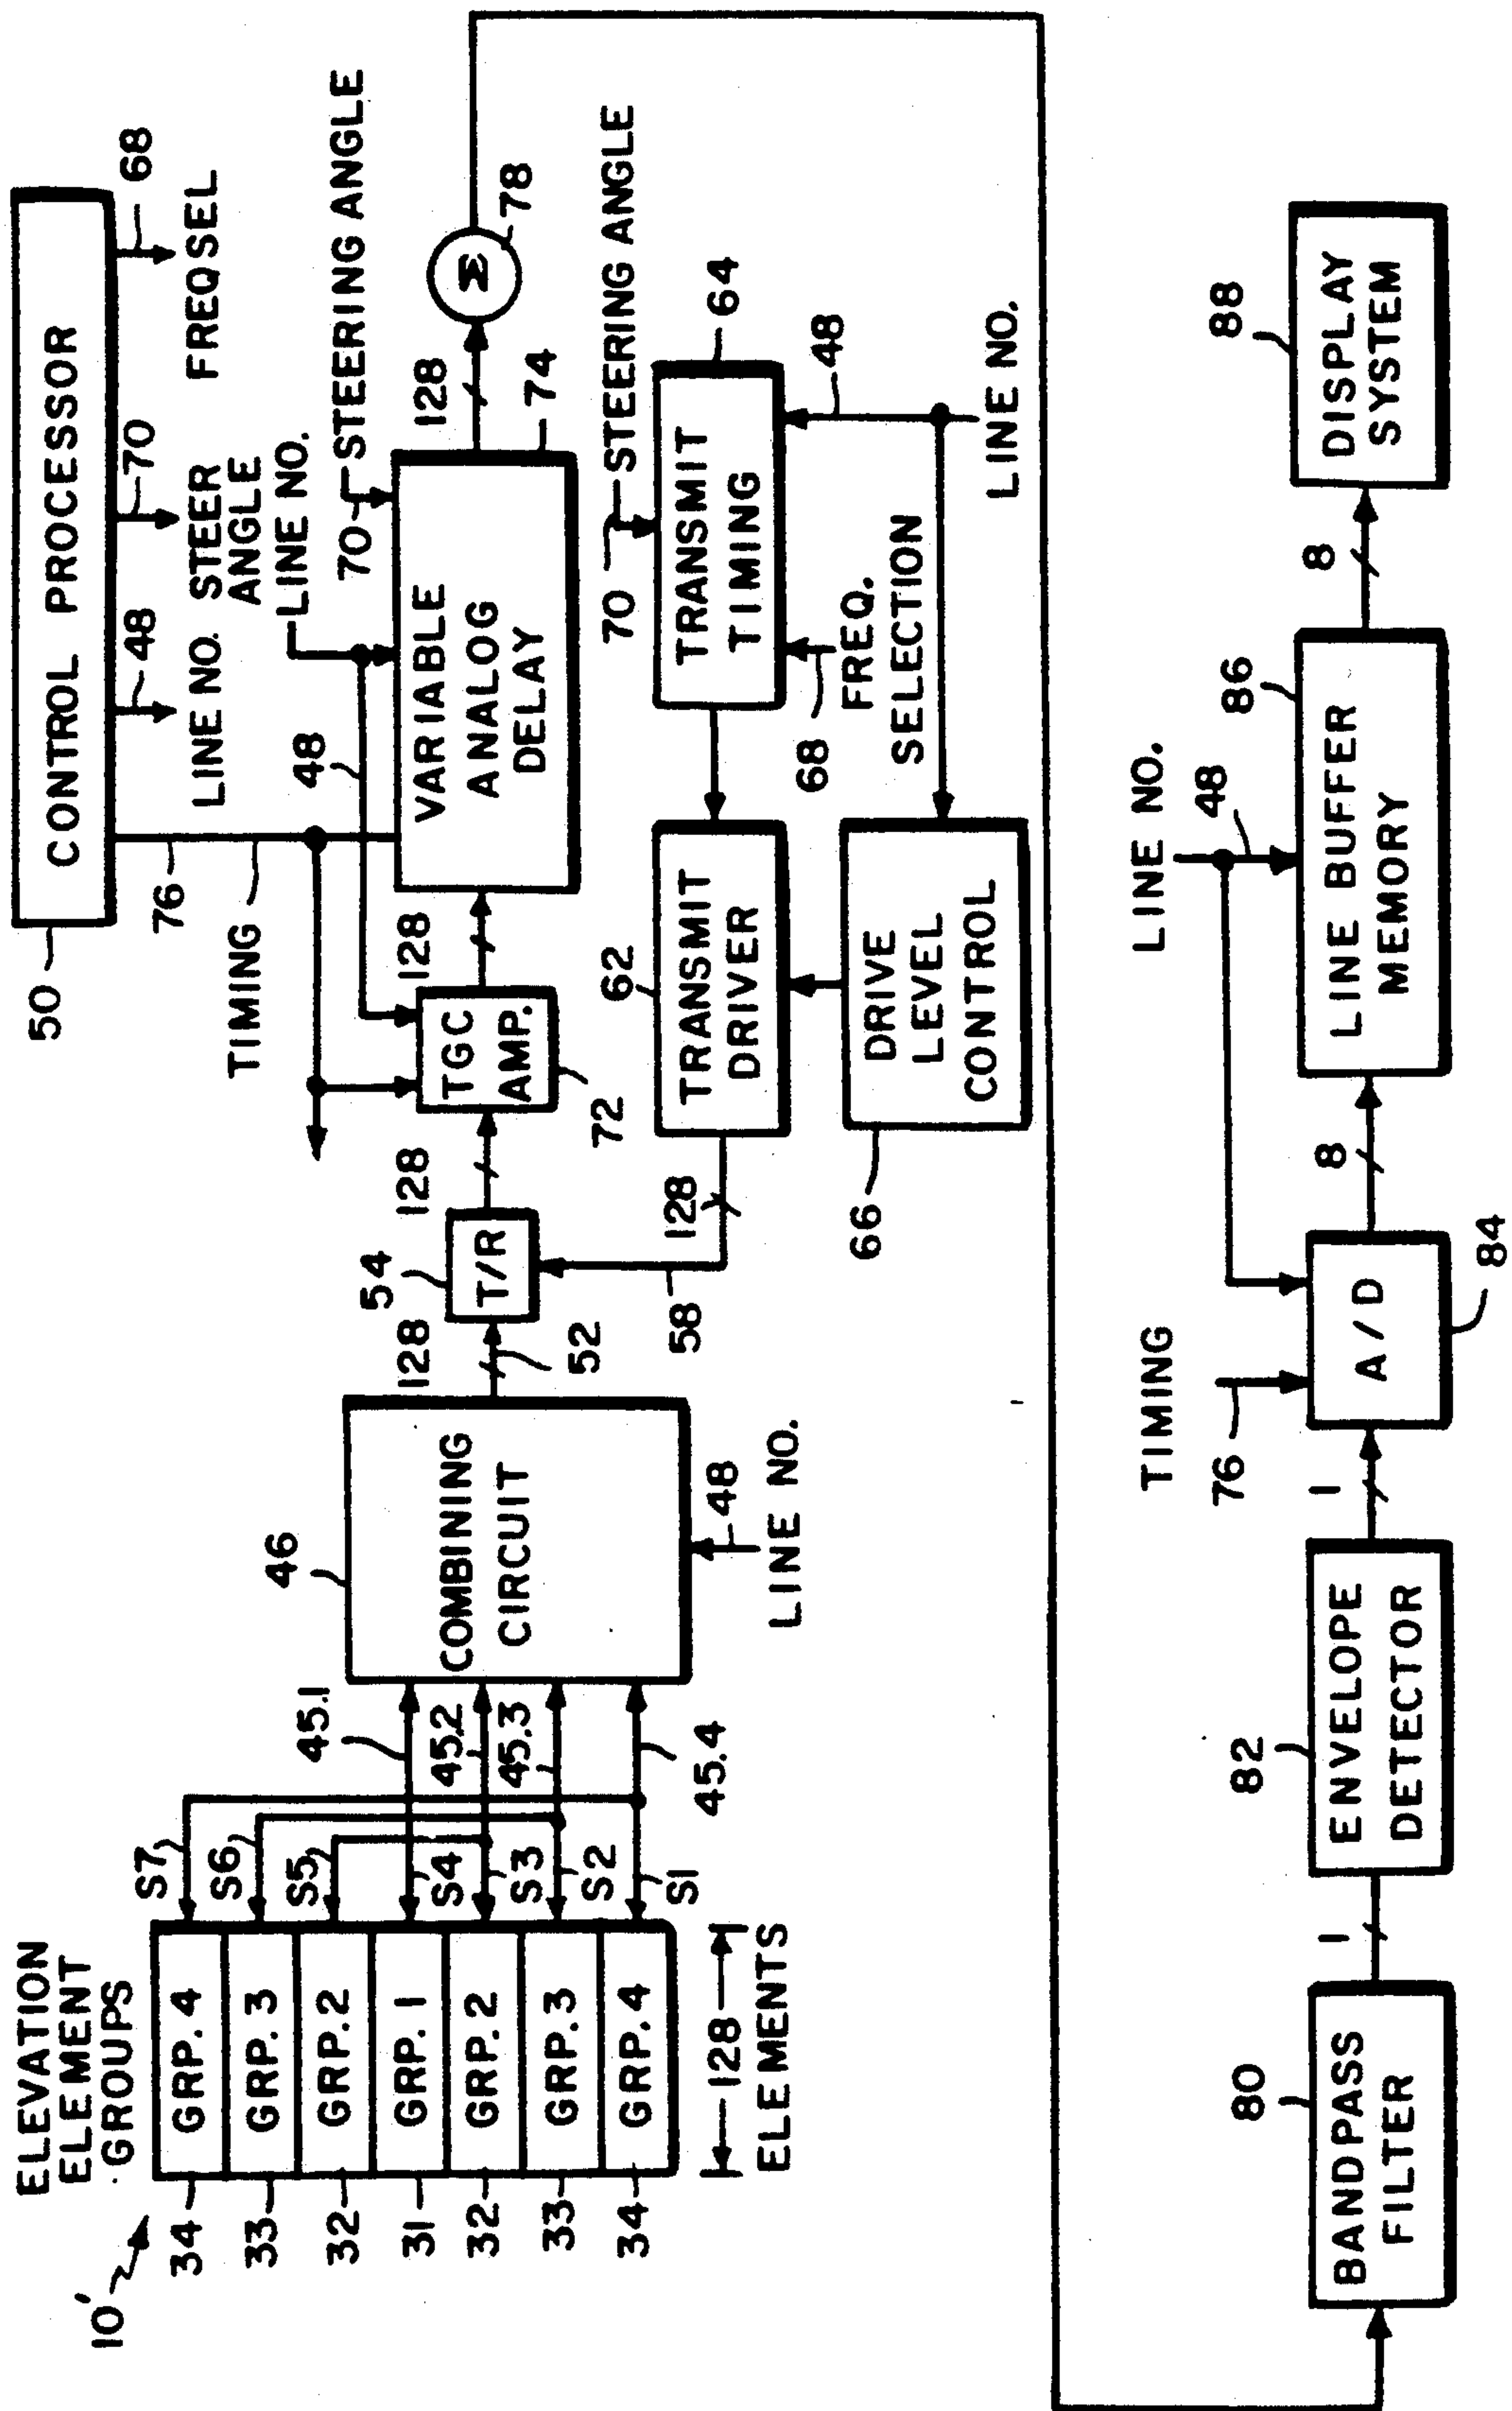 50
CONTROL PROCESSOR
76
48
70
68
LINE NO.
STEER
ANGLE
FREQSEL
TIMING
LINE NO.
48
70
STEERING ANGLE
10'
ELEVATION
ELEMENT
GROUPS
34
GRP. 4
S7
33
GRP. 3
S6
32
GRP. 2
S5
31
GRP. 1
S4
32
GRP. 2
S3
33
GRP. 3
S2
34
GRP. 4
S1
128
ELEMENTS
45.1
45.2
45.3
45.4
46
COMBINING
CIRCUIT
48
LINE NO.
128
52
54
T/R
128
58
128
TGC
AMP.
72
128
VARIABLE
ANALOG
DELAY
74
128
Σ
78
62
TRANSMIT
DRIVER
70
STEERING ANGLE
TRANSMIT
TIMING
64
68
FREQ.
SELECTION
48
LINE NO.
66
DRIVE
LEVEL
CONTROL
80
BANDPASS
FILTER
1
82
ENVELOPE
DETECTOR
1
TIMING
76
A/D
84
8
LINE NO.
48
86
LINE BUFFER
MEMORY
8
88
DISPLAY
SYSTEM